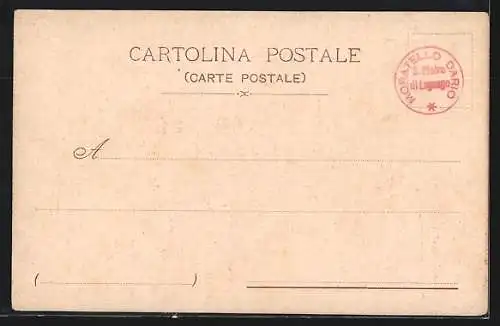 CARTOLINA POSTALE
(CARTE POSTALE)
MORATELLO DARIO
S. Pietro
di Legnago
*
A
( )